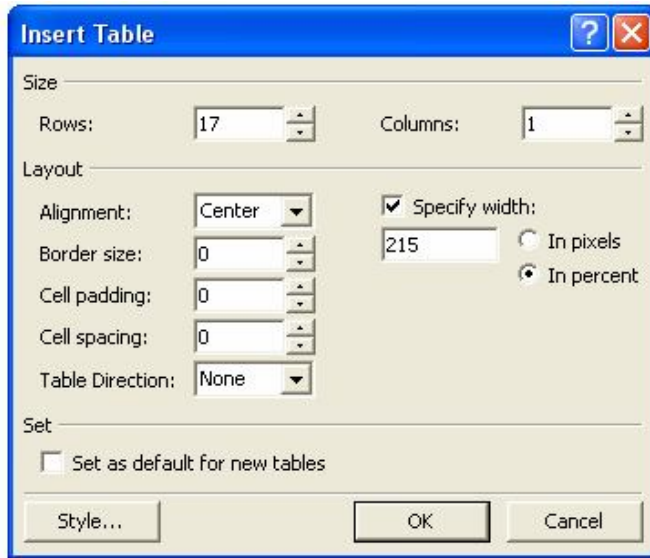 Insert Table
Size
Rows: 17 Columns: 1
Layout
Alignment: Center Specify width:
Border size: 0 215 In pixels
Cell padding: 0 In percent
Cell spacing: 0
Table Direction: None
Set
Set as default for new tables
Style... OK Cancel